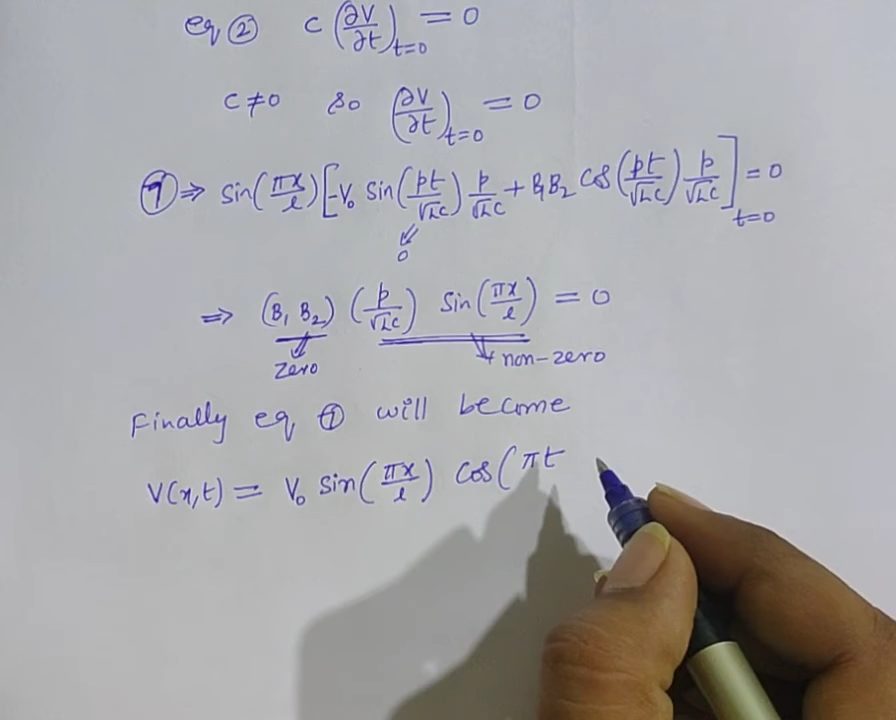 eq ② c(∂V/∂t)t=0 = 0
c ≠ 0 so (∂V/∂t)t=0 = 0
⑦ ⇒ sin(πx/l)[-V₀ sin(pt/√LC) p/√LC + B₁B₂ cos(pt/√LC) p/√LC]t=0 = 0
↙
0
⇒ (B₁ B₂) (p/√LC) sin(πx/l) = 0
↓ zero ↓ non-zero
Finally eq ⑦ will become
V(x,t) = V₀ sin(πx/l) cos(πt